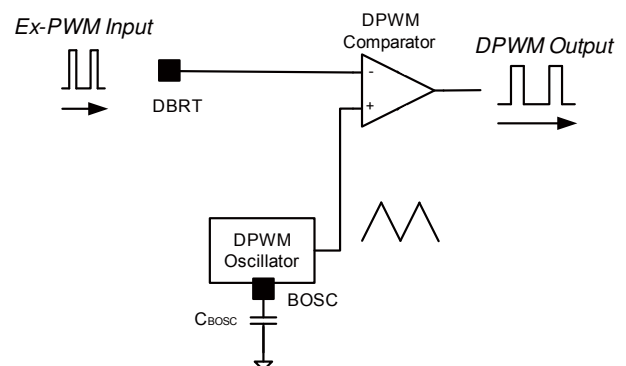 Ex-PWM Input
DPWM
Comparator
DPWM Output
-
DBRT
+
DPWM
Oscillator
BOSC
CBOSC